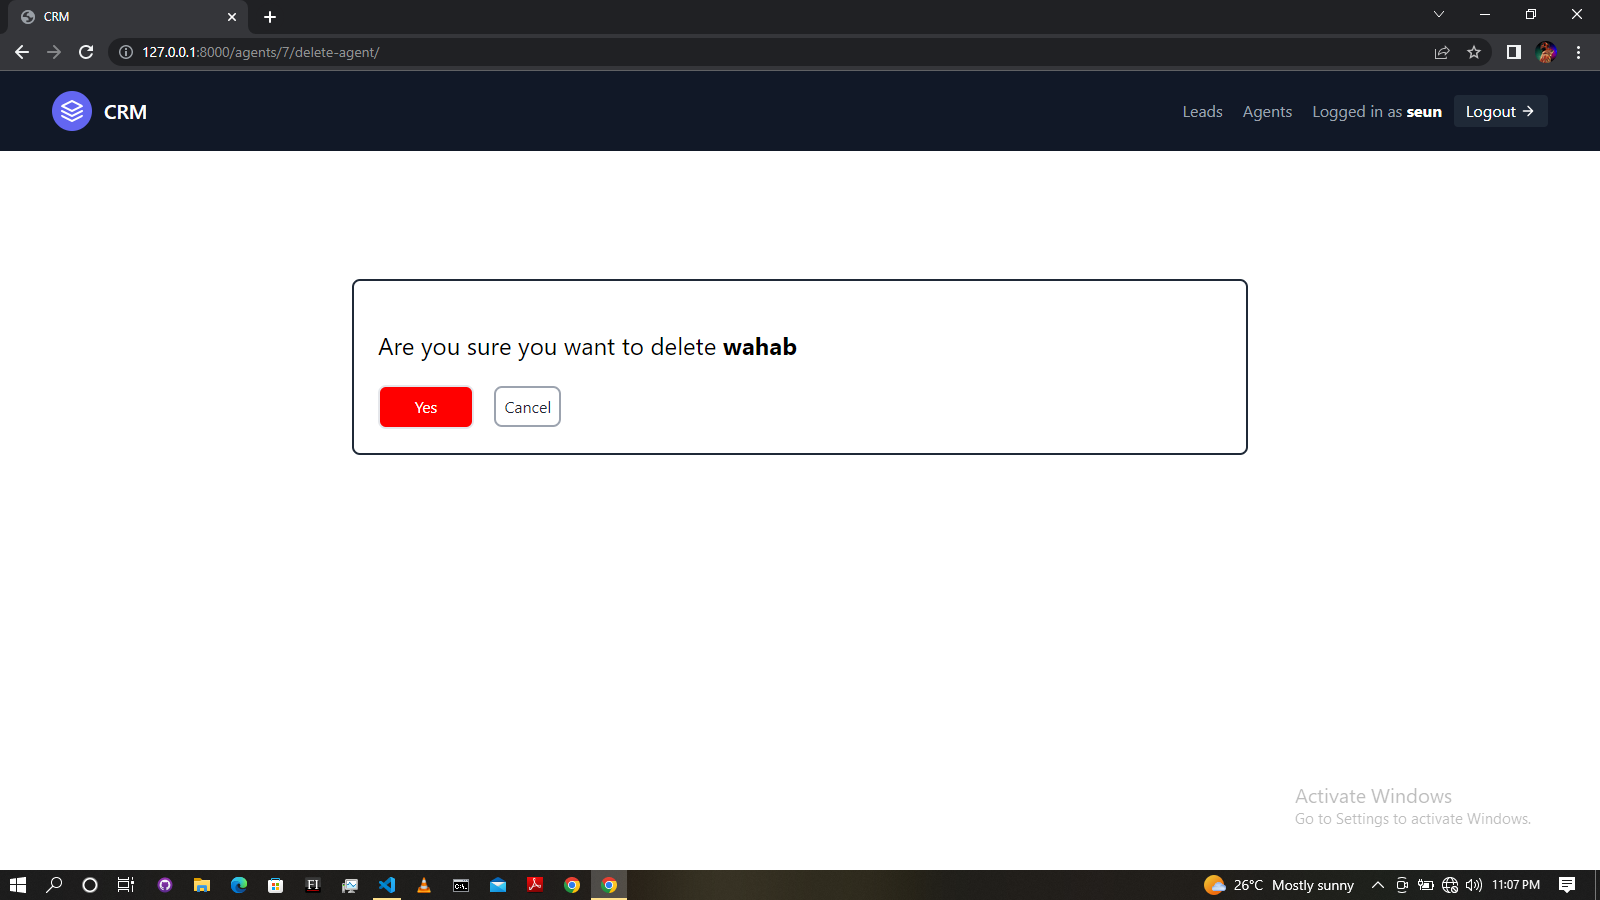 CRM
127.0.0.1:8000/agents/7/delete-agent/
CRM
Leads Agents Logged in as seun Logout →
Are you sure you want to delete wahab
Yes Cancel
Activate Windows
Go to Settings to activate Windows.
FI C:\. 26°C Mostly sunny 11:07 PM